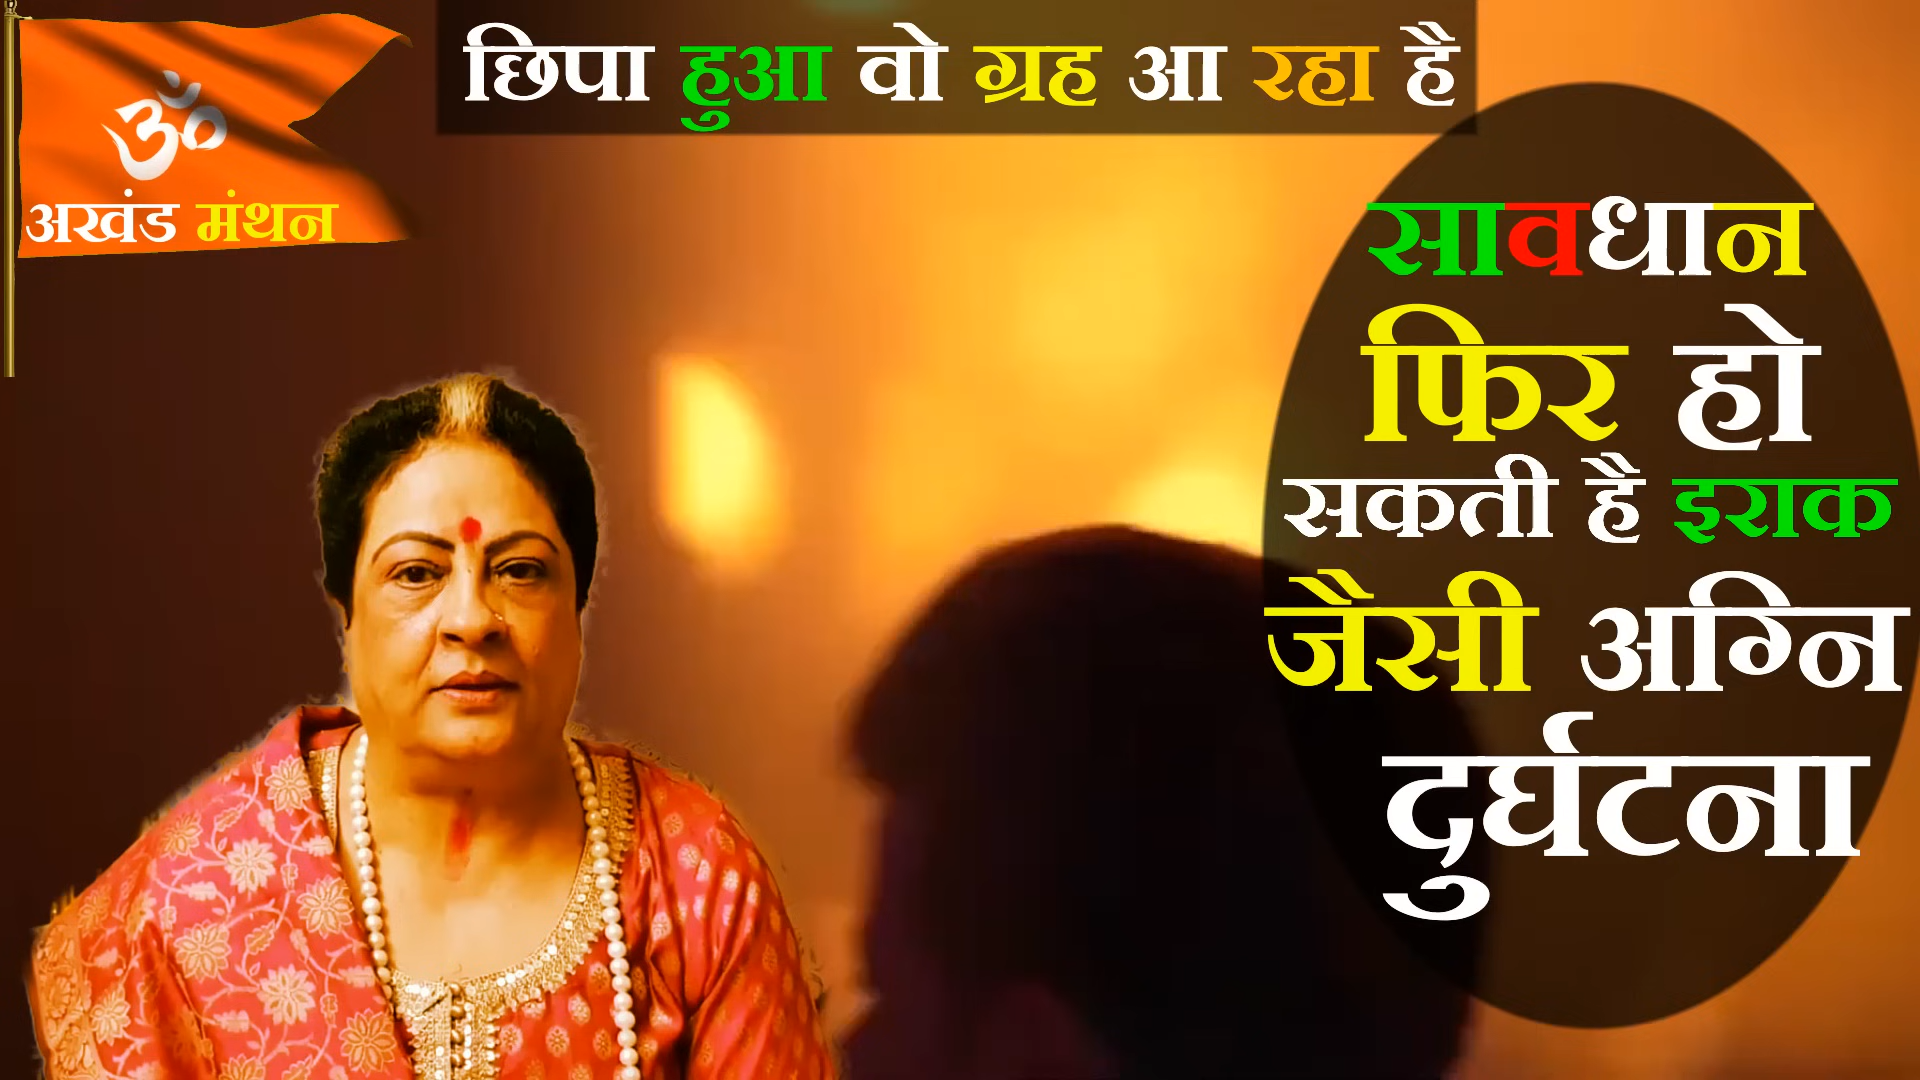 छिपा हुआ वो ग्रह आ रहा है
ॐ
अखंड मंथन
सावधान
फिर हो
सकती है इराक
जैसी अग्नि
दुर्घटना